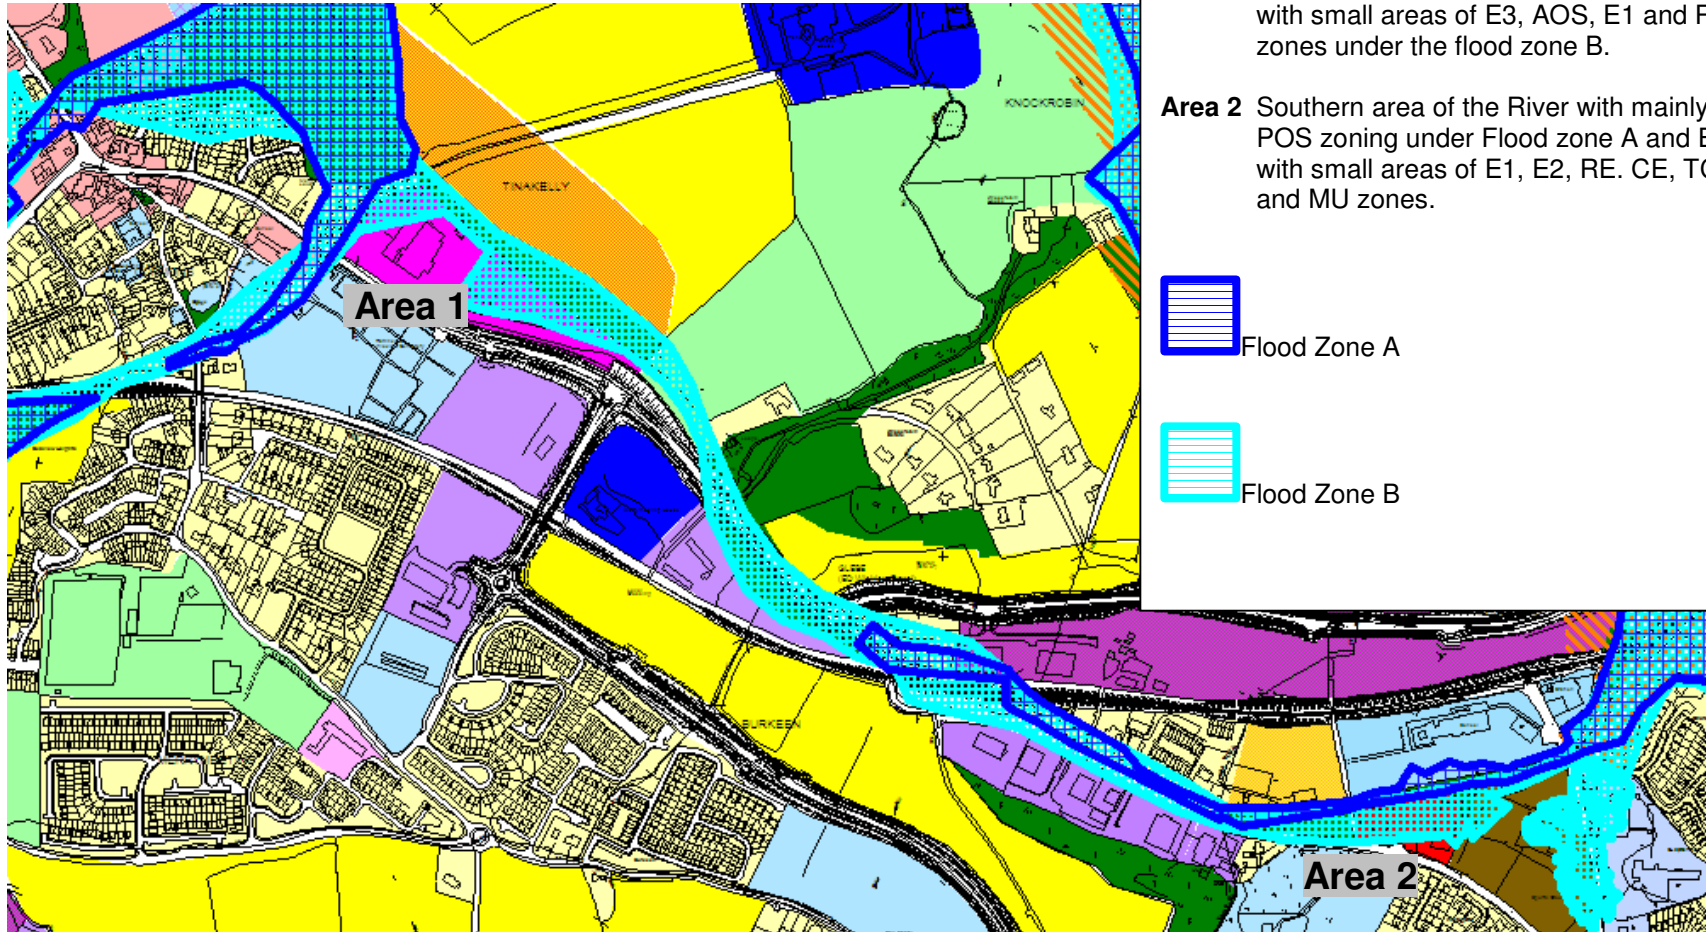 with small areas of E3, AOS, E1 and
zones under the flood zone B.
Area 2 Southern area of the River with mainly
POS zoning under Flood zone A and
with small areas of E1, E2, RE. CE,
and MU zones.
Flood Zone A
Flood Zone B
KNOCKROBIN
TINAKELLY
Area 1
GLEBE
BURKEEN
Area 2